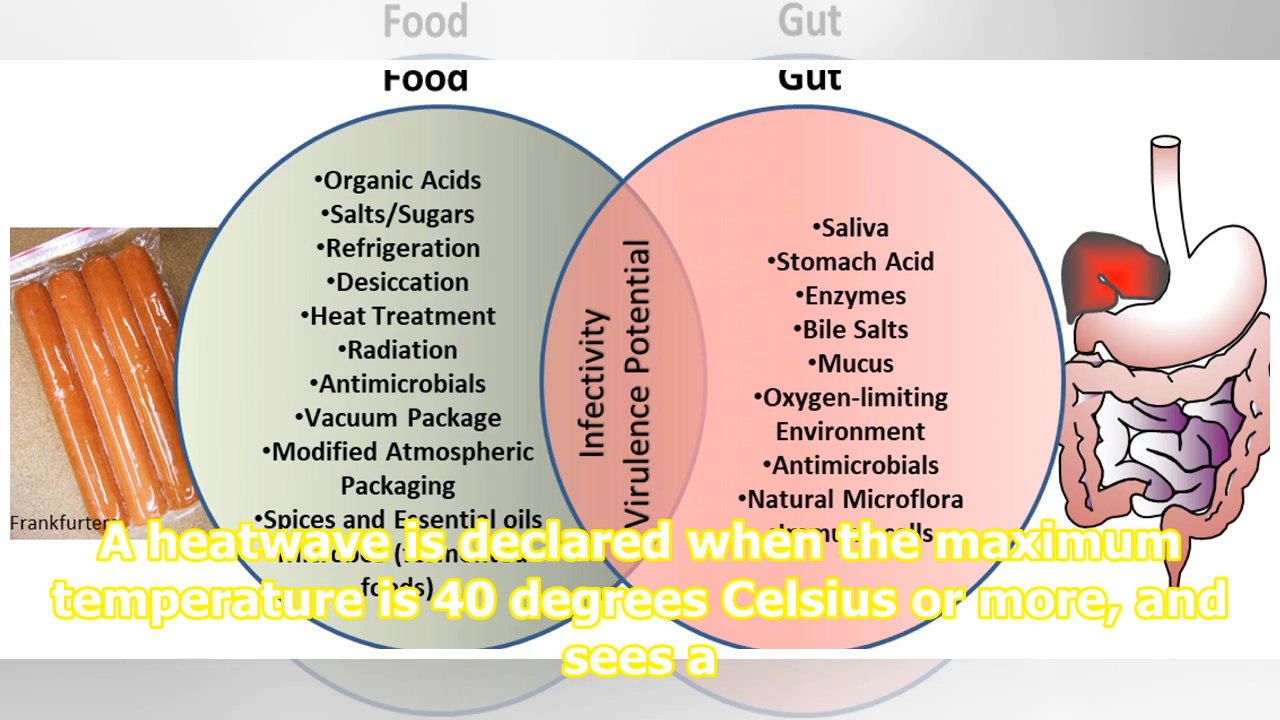 Food
Gut
Food
Gut
•Organic Acids
•Salts/Sugars
•Refrigeration
•Desiccation
•Heat Treatment
•Radiation
•Antimicrobials
•Vacuum Package
•Modified Atmospheric
Packaging
•Spices and Essential oils
(fermented
foods)
Infectivity
Virulence Potential
•Saliva
•Stomach Acid
•Enzymes
•Bile Salts
•Mucus
•Oxygen-limiting
Environment
•Antimicrobials
•Natural Microflora
cells
Frankfurter
A heatwave is declared when the maximum
temperature is 40 degrees Celsius or more, and
sees a